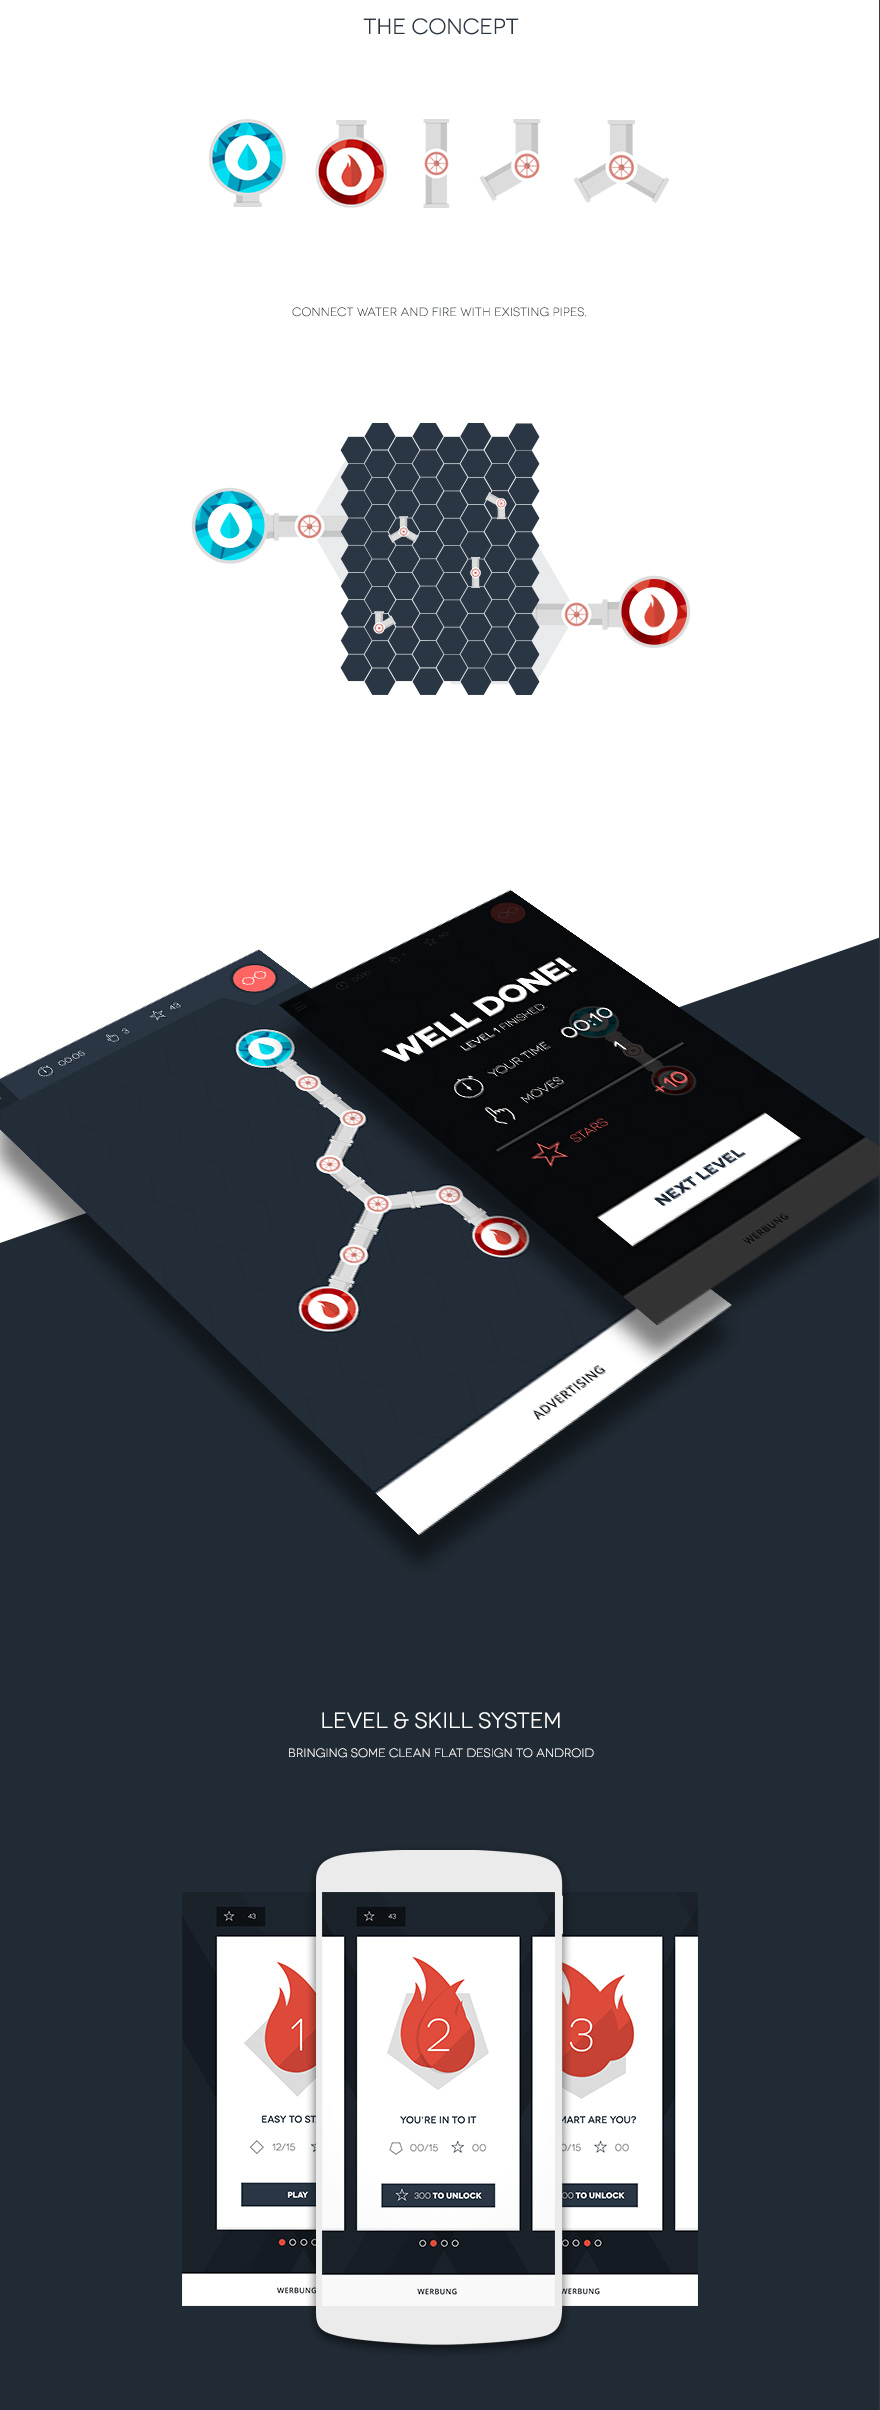 THE CONCEPT
CONNECT WATER AND FIRE WITH EXISTING PIPES.
00:05
3
43
WELL DONE!
LEVEL 1 FINISHED.
YOUR TIME 00:10
MOVES 1
STARS +10
NEXT LEVEL
WERBUNG
ADVERTISING
LEVEL & SKILL SYSTEM
BRINGING SOME CLEAN FLAT DESIGN TO ANDROID
43
1
EASY TO ST
12/15
PLAY
WERBUNG
43
2
YOU'RE IN TO IT
00/15 00
300 TO UNLOCK
WERBUNG
3
MART ARE YOU?
0/15 00
00 TO UNLOCK
WERBUNG